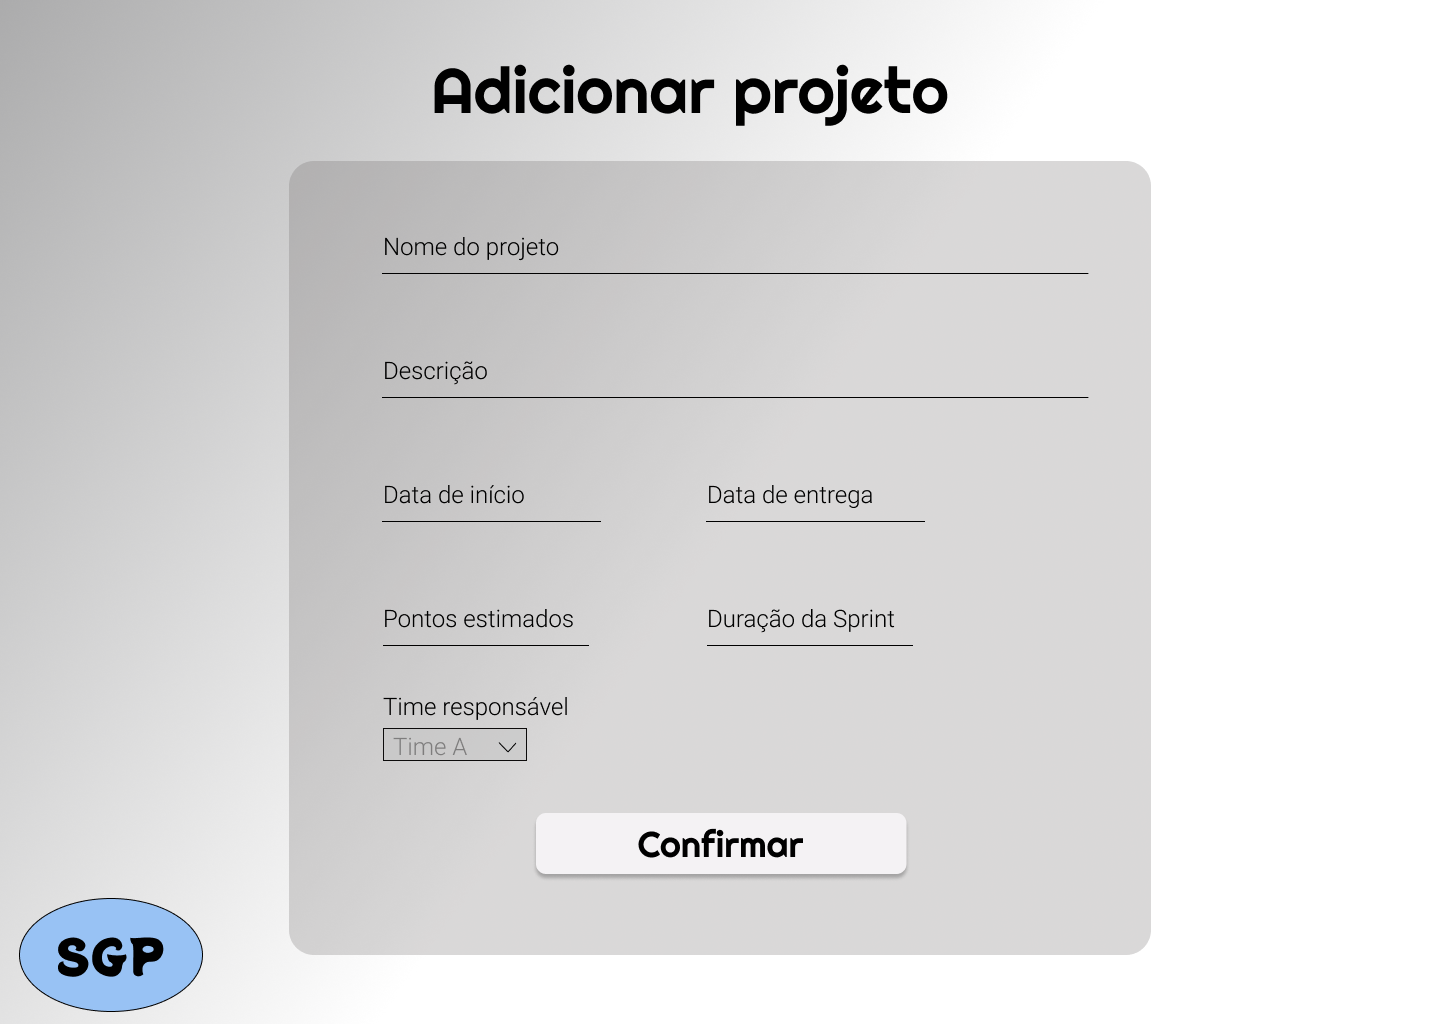 Adicionar projeto
Nome do projeto
Descrição
Data de início
Data de entrega
Pontos estimados
Duração da Sprint
Time responsável
Time A
Confirmar
SGP